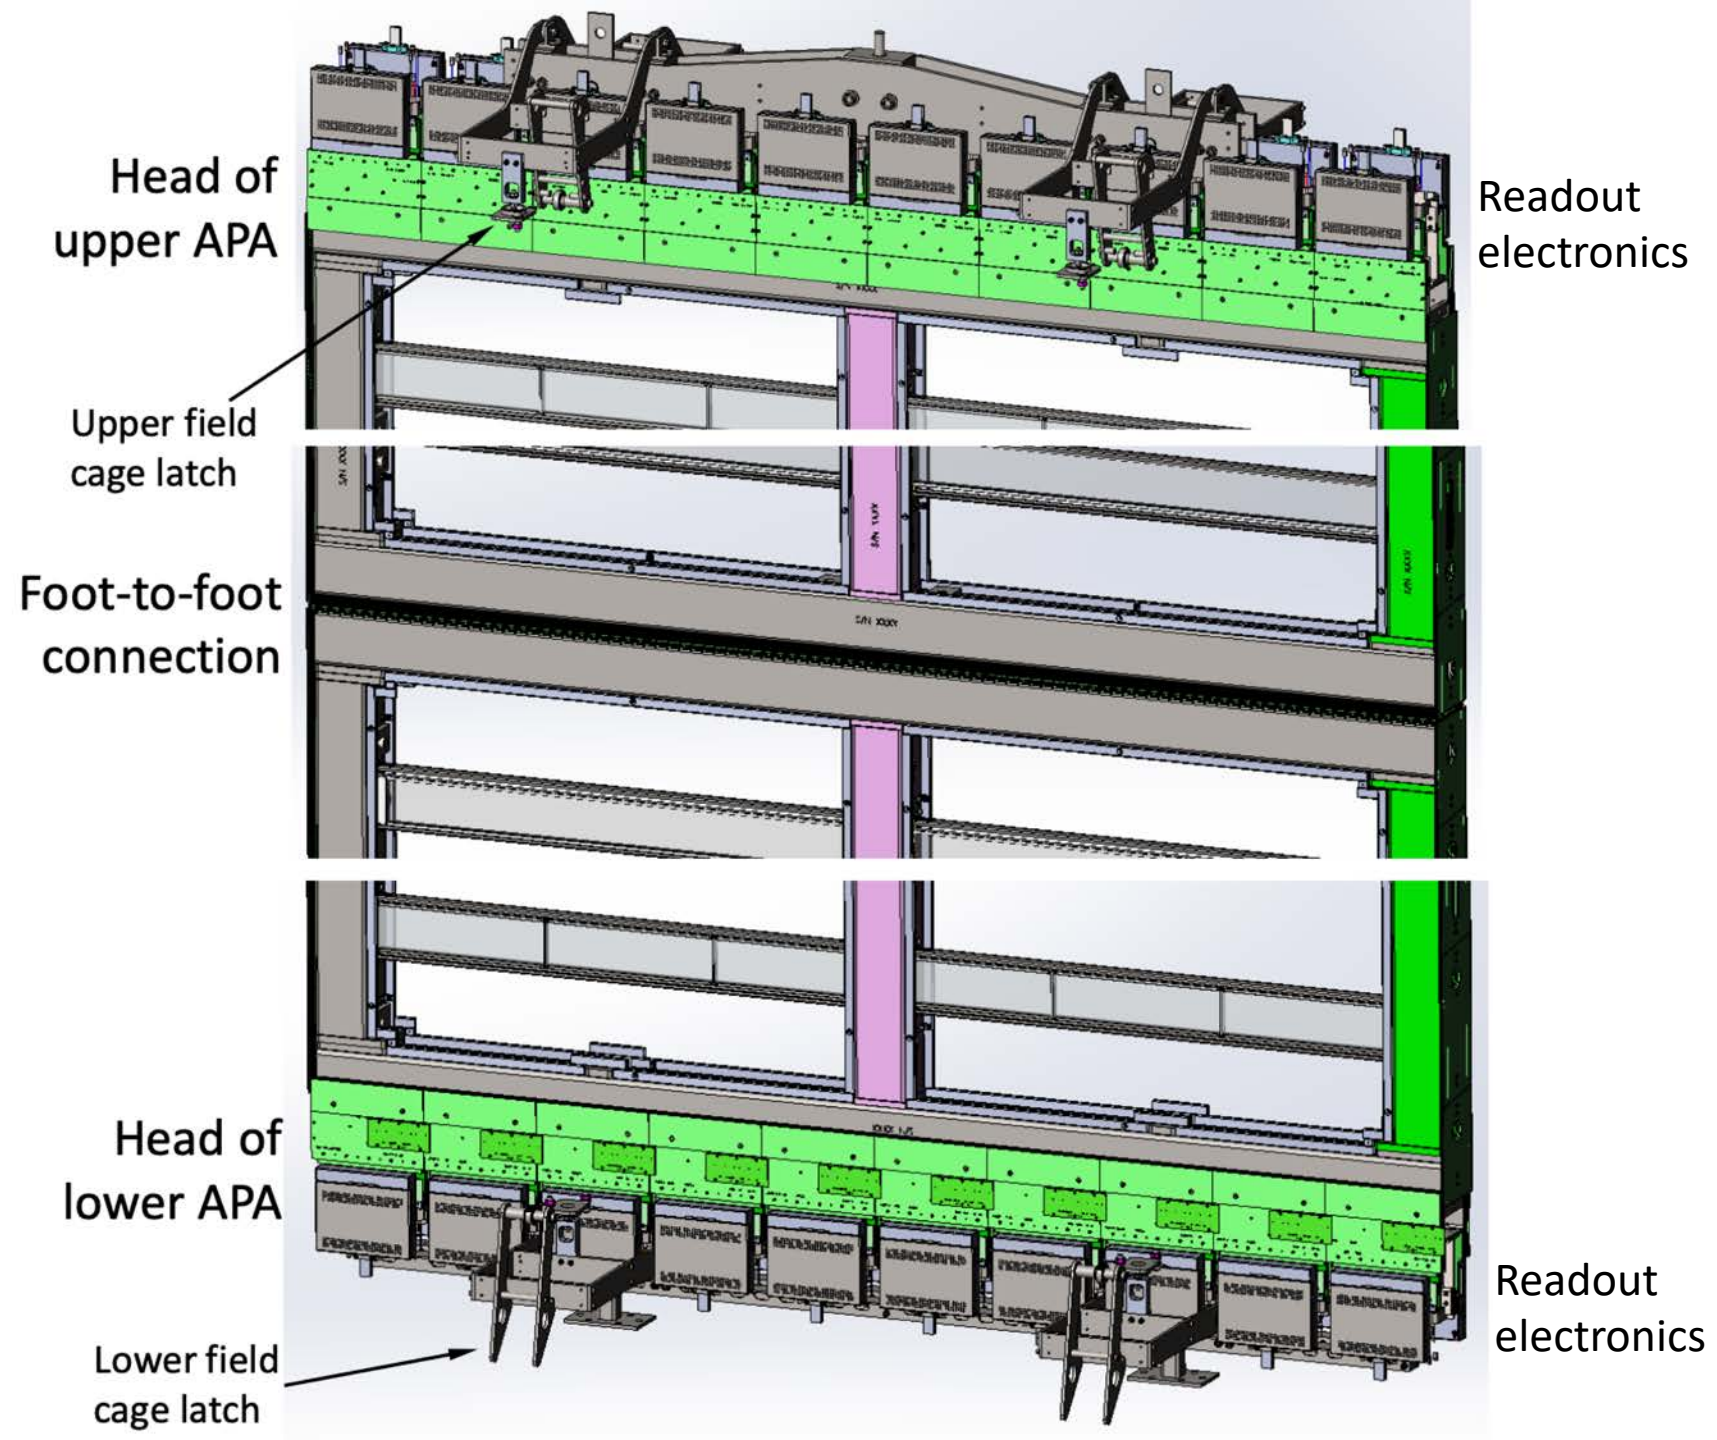 Head of
upper APA
Readout
electronics
Upper field
cage latch
Foot-to-foot
connection
Head of
lower APA
Readout
electronics
Lower field
cage latch